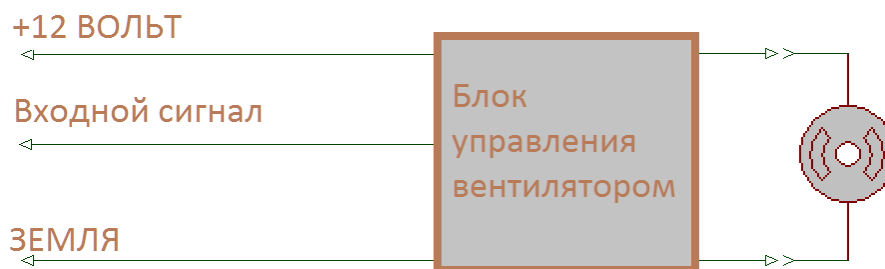 +12 ВОЛЬТ
Входной сигнал
ЗЕМЛЯ
Блок
управления
вентилятором